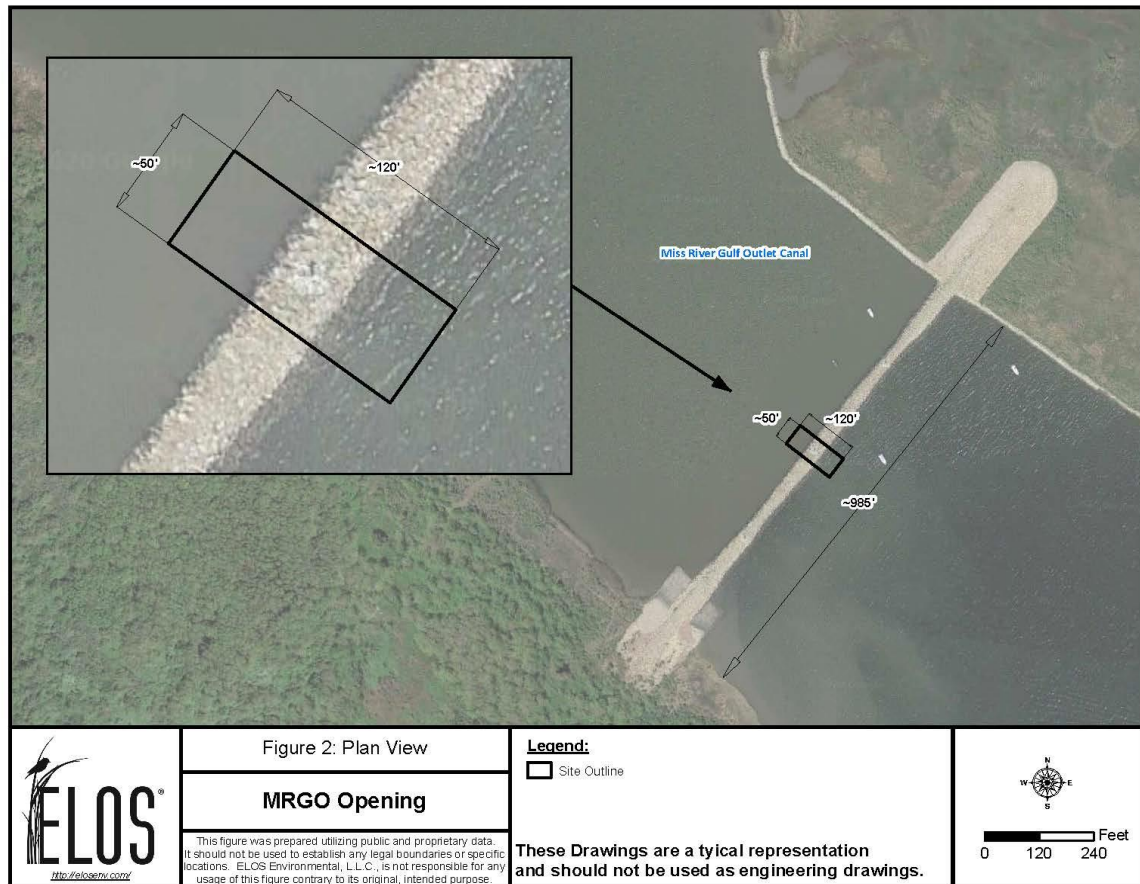 ~50'
~120'
Miss River Gulf Outlet Canal
~50'
~120'
~985'
ELOS®
http://elosenv.com/
Figure 2: Plan View
MRGO Opening
This figure was prepared utilizing public and proprietary data.
It should not be used to establish any legal boundaries or specific
locations. ELOS Environmental, L.L.C., is not responsible for any
usage of this figure contrary to its original, intended purpose.
Legend:
Site Outline
These Drawings are a tyical representation
and should not be used as engineering drawings.
N
W E
S
Feet
0 120 240